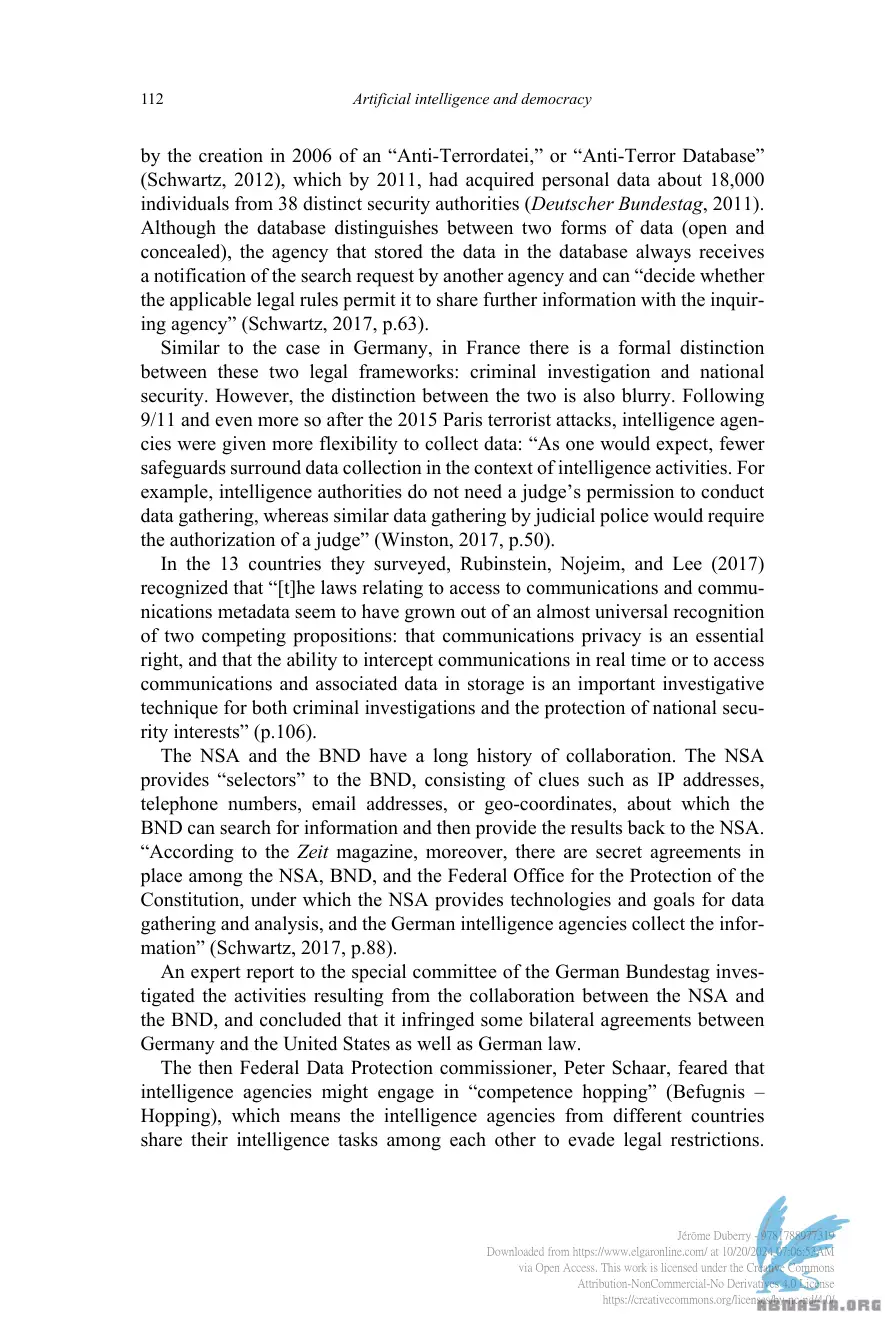 112
Artificial intelligence and democracy
by the creation in 2006 of an “Anti-Terrordatei,” or “Anti-Terror Database”
(Schwartz, 2012), which by 2011, had acquired personal data about 18,000
individuals from 38 distinct security authorities (Deutscher Bundestag, 2011).
Although the database distinguishes between two forms of data (open and
concealed), the agency that stored the data in the database always receives
a notification of the search request by another agency and can “decide whether
the applicable legal rules permit it to share further information with the inquir-
ing agency” (Schwartz, 2017, p.63).
Similar to the case in Germany, in France there is a formal distinction
between these two legal frameworks: criminal investigation and national
security. However, the distinction between the two is also blurry. Following
9/11 and even more so after the 2015 Paris terrorist attacks, intelligence agen-
cies were given more flexibility to collect data: “As one would expect, fewer
safeguards surround data collection in the context of intelligence activities. For
example, intelligence authorities do not need a judge’s permission to conduct
data gathering, whereas similar data gathering by judicial police would require
the authorization of a judge” (Winston, 2017, p.50).
In the 13 countries they surveyed, Rubinstein, Nojeim, and Lee (2017)
recognized that “[t]he laws relating to access to communications and commu-
nications metadata seem to have grown out of an almost universal recognition
of two competing propositions: that communications privacy is an essential
right, and that the ability to intercept communications in real time or to access
communications and associated data in storage is an important investigative
technique for both criminal investigations and the protection of national secu-
rity interests” (p.106).
The NSA and the BND have a long history of collaboration. The NSA
provides “selectors” to the BND, consisting of clues such as IP addresses,
telephone numbers, email addresses, or geo-coordinates, about which the
BND can search for information and then provide the results back to the NSA.
“According to the Zeit magazine, moreover, there are secret agreements in
place among the NSA, BND, and the Federal Office for the Protection of the
Constitution, under which the NSA provides technologies and goals for data
gathering and analysis, and the German intelligence agencies collect the infor-
mation” (Schwartz, 2017, p.88).
An expert report to the special committee of the German Bundestag inves-
tigated the activities resulting from the collaboration between the NSA and
the BND, and concluded that it infringed some bilateral agreements between
Germany and the United States as well as German law.
The then Federal Data Protection commissioner, Peter Schaar, feared that
intelligence agencies might engage in “competence hopping” (Befugnis –
Hopping), which means the intelligence agencies from different countries
share their intelligence tasks among each other to evade legal restrictions.
Jérôme Duberry - 9781788977319
Downloaded from https://www.elgaronline.com/ at 10/20/2024 07:06:52AM
via Open Access. This work is licensed under the Creative Commons
Attribution-NonCommercial-No Derivatives 4.0 License
https://creativecommons.org/licenses/by-nc-nd/4.0/
ABTNASIA.ORG